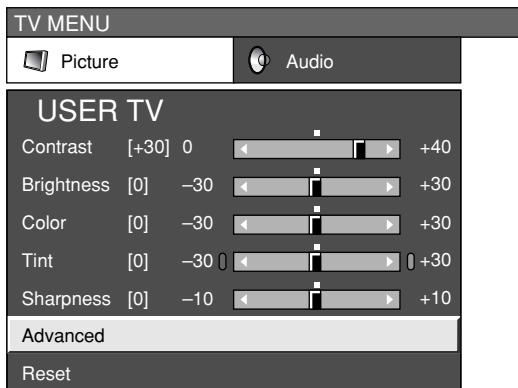 TV MENU
Picture Audio
USER TV
Contrast [+30] 0 +40
Brightness [0] –30 +30
Color [0] –30 +30
Tint [0] –30 +30
Sharpness [0] –10 +10
Advanced
Reset